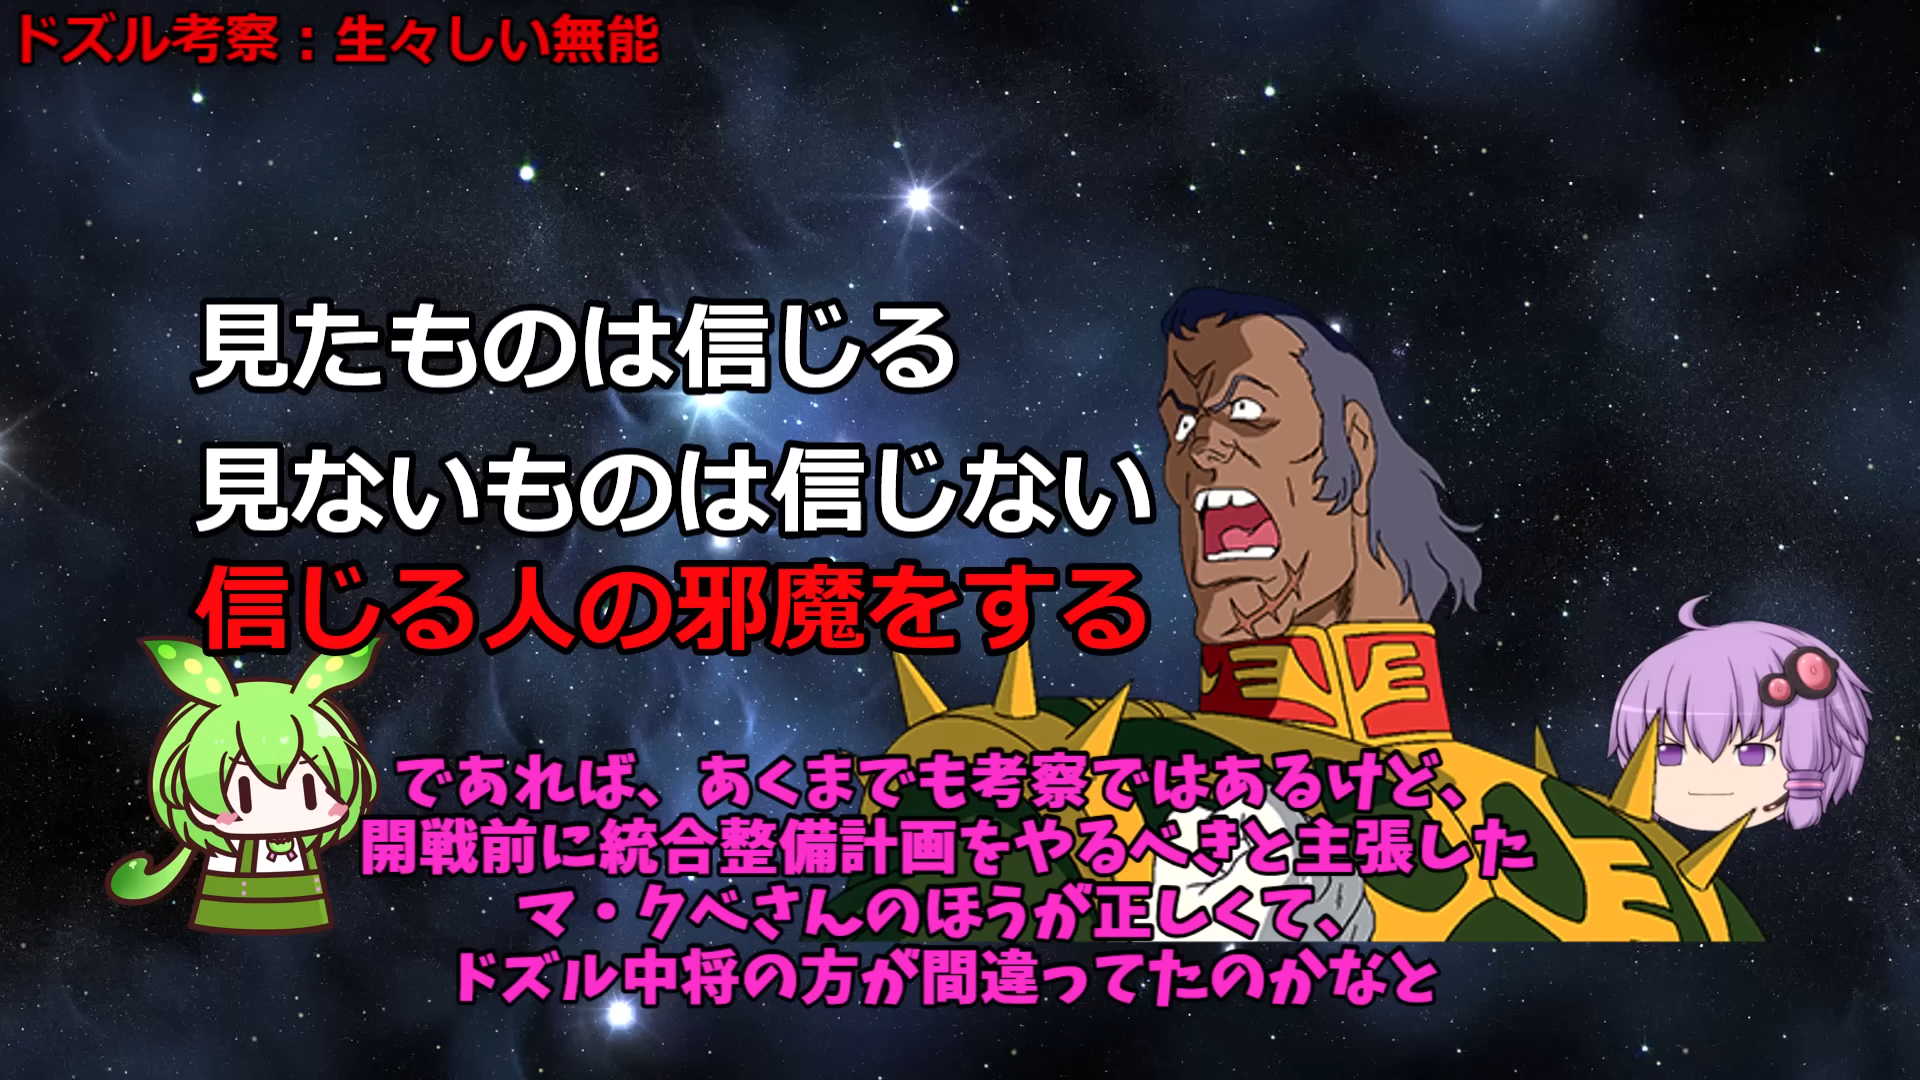 ドズル考察：生々しい無能
見たものは信じる
見ないものは信じない
信じる人の邪魔をする
であれば、あくまでも考察ではあるけど、
開戦前に統合整備計画をやるべきと主張した
マ・クベさんのほうが正しくて、
ドズル中将の方が間違ってたのかなと